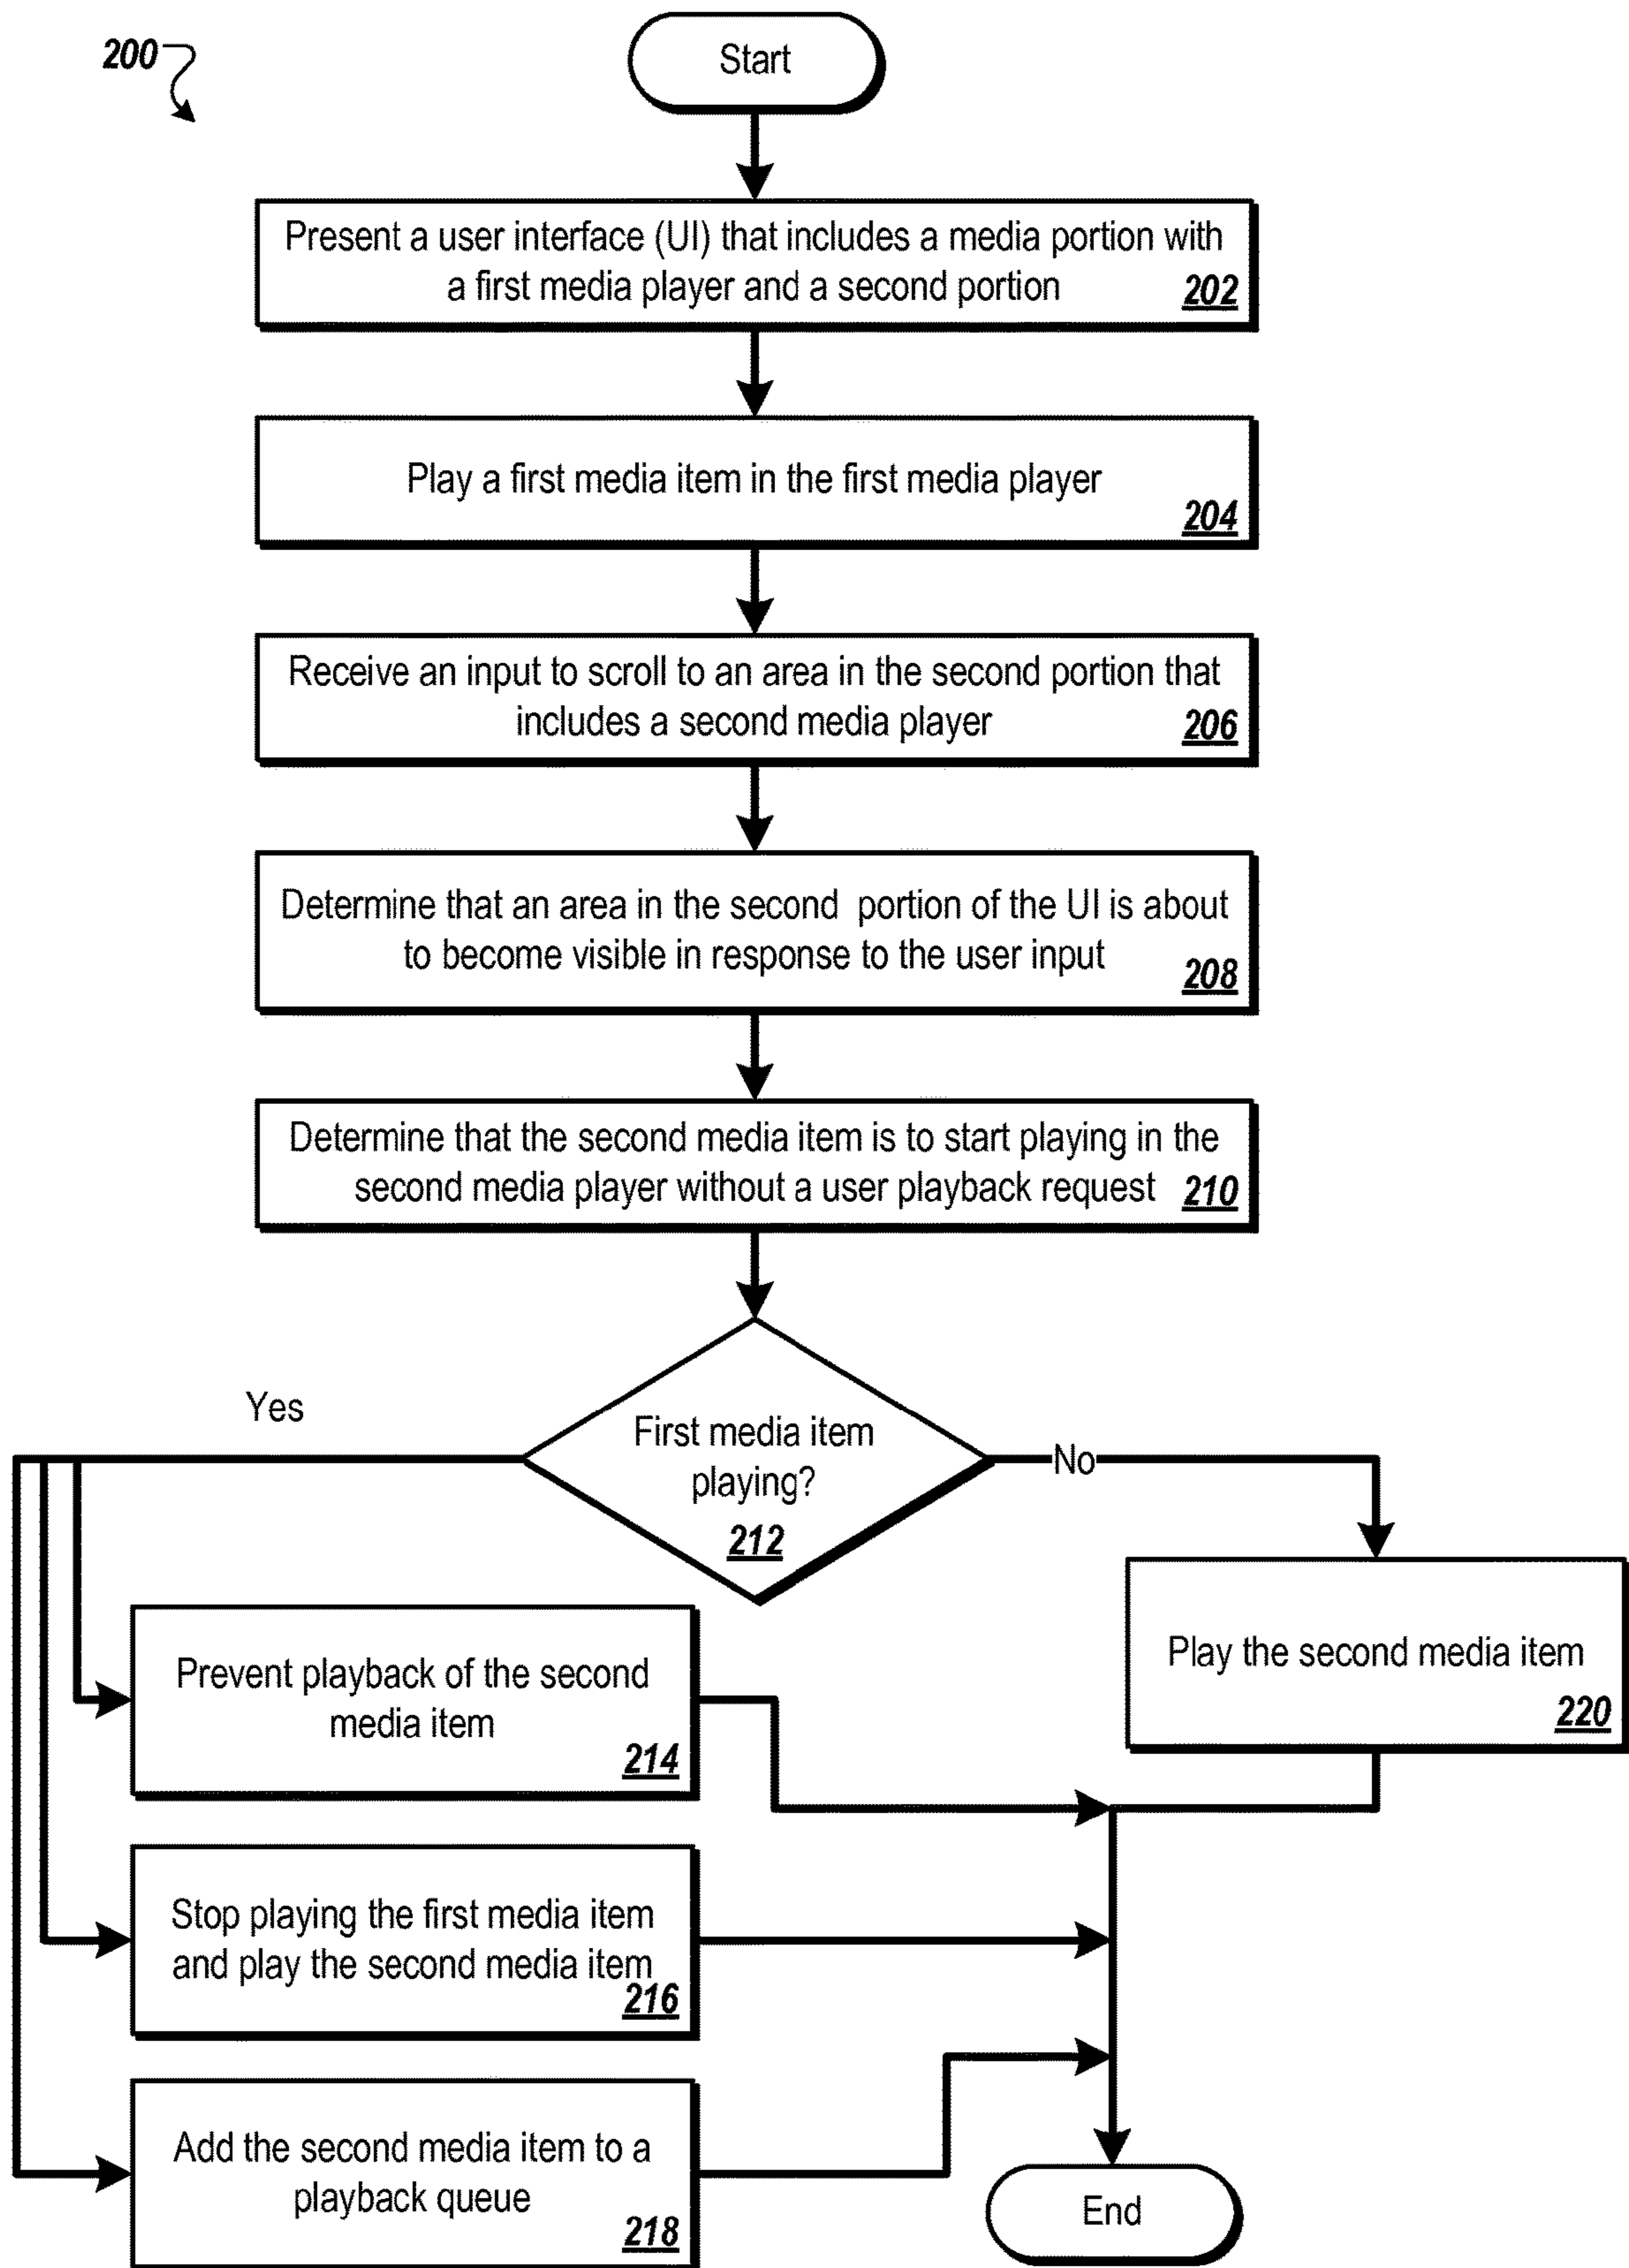 200
Start
Present a user interface (UI) that includes a media portion with
a first media player and a second portion
202
Play a first media item in the first media player
204
Receive an input to scroll to an area in the second portion that
includes a second media player
206
Determine that an area in the second portion of the UI is about
to become visible in response to the user input
208
Determine that the second media item is to start playing in the
second media player without a user playback request
210
Yes
First media item
playing?
212
No
Prevent playback of the second
media item
214
Play the second media item
220
Stop playing the first media item
and play the second media item
216
Add the second media item to a
playback queue
218
End